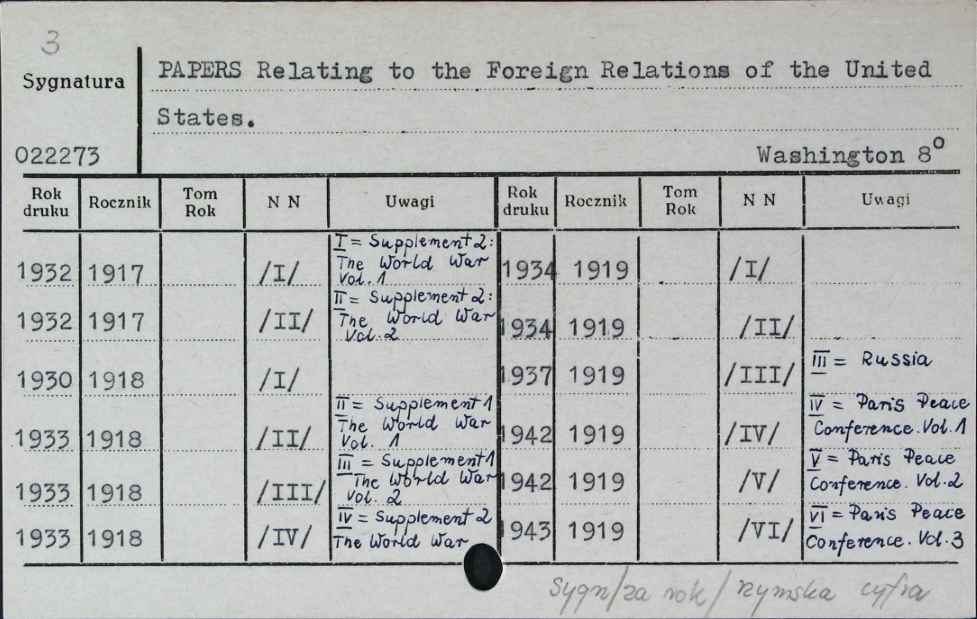 3
Sygnatura
PAPERS Relating to the Foreign Relations of the United
States.
022273
Washington 8°
Rok druku Rocznik Tom Rok N N Uwagi Rok druku Rocznik Tom Rok N N Uwagi
1932 1917 /I/ I = Supplement 2:
The World War
Vol. 1
1932 1917 /II/ II = Supplement 2:
The World War
Vol. 2
1930 1918 /I/
1933 1918 /II/ II = Supplement 1
The World War
Vol. 1
1933 1918 /III/ III = Supplement 1
The World War
Vol. 2
1933 1918 /IV/ IV = Supplement 2
The World War
1934 1919 /I/
1934 1919 /II/
1937 1919 /III/ III = Russia
1942 1919 /IV/ IV = Paris Peace
Conference. Vol. 1
1942 1919 /V/ V = Paris Peace
Conference. Vol. 2
1943 1919 /VI/ VI = Paris Peace
Conference. Vol. 3
Sygn/za rok/ rzymska cyfra